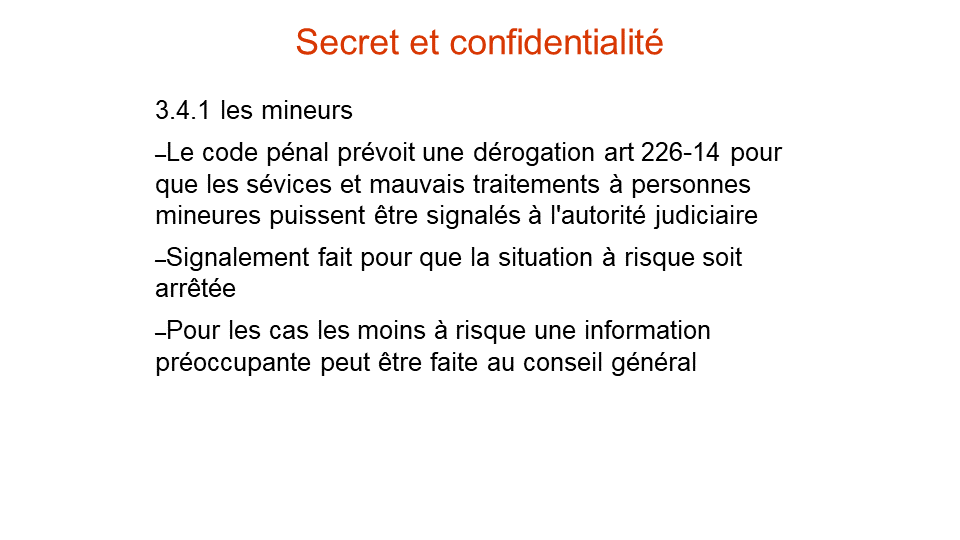 Secret et confidentialité
3.4.1 les mineurs
–Le code pénal prévoit une dérogation art 226-14 pour
que les sévices et mauvais traitements à personnes
mineures puissent être signalés à l'autorité judiciaire
–Signalement fait pour que la situation à risque soit
arrêtée
–Pour les cas les moins à risque une information
préoccupante peut être faite au conseil général